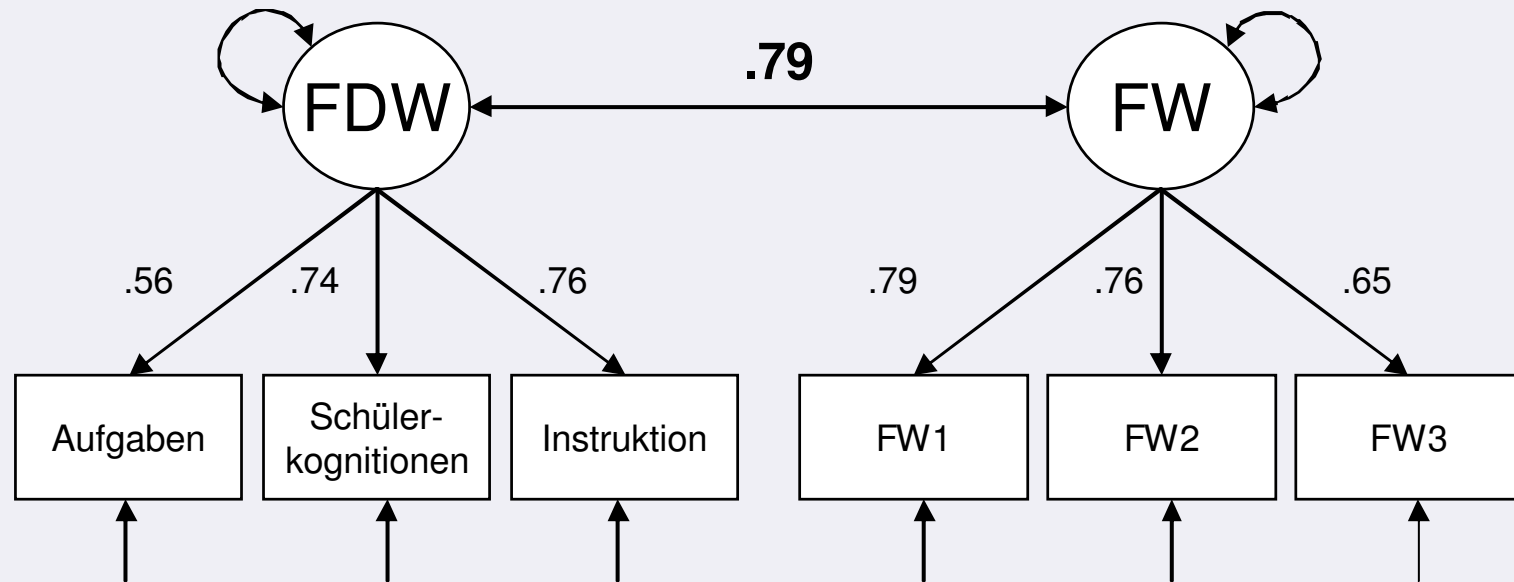 .79
FDW
FW
.56
.74
.76
.79
.76
.65
Aufgaben
Schüler-
kognitionen
Instruktion
FW1
FW2
FW3